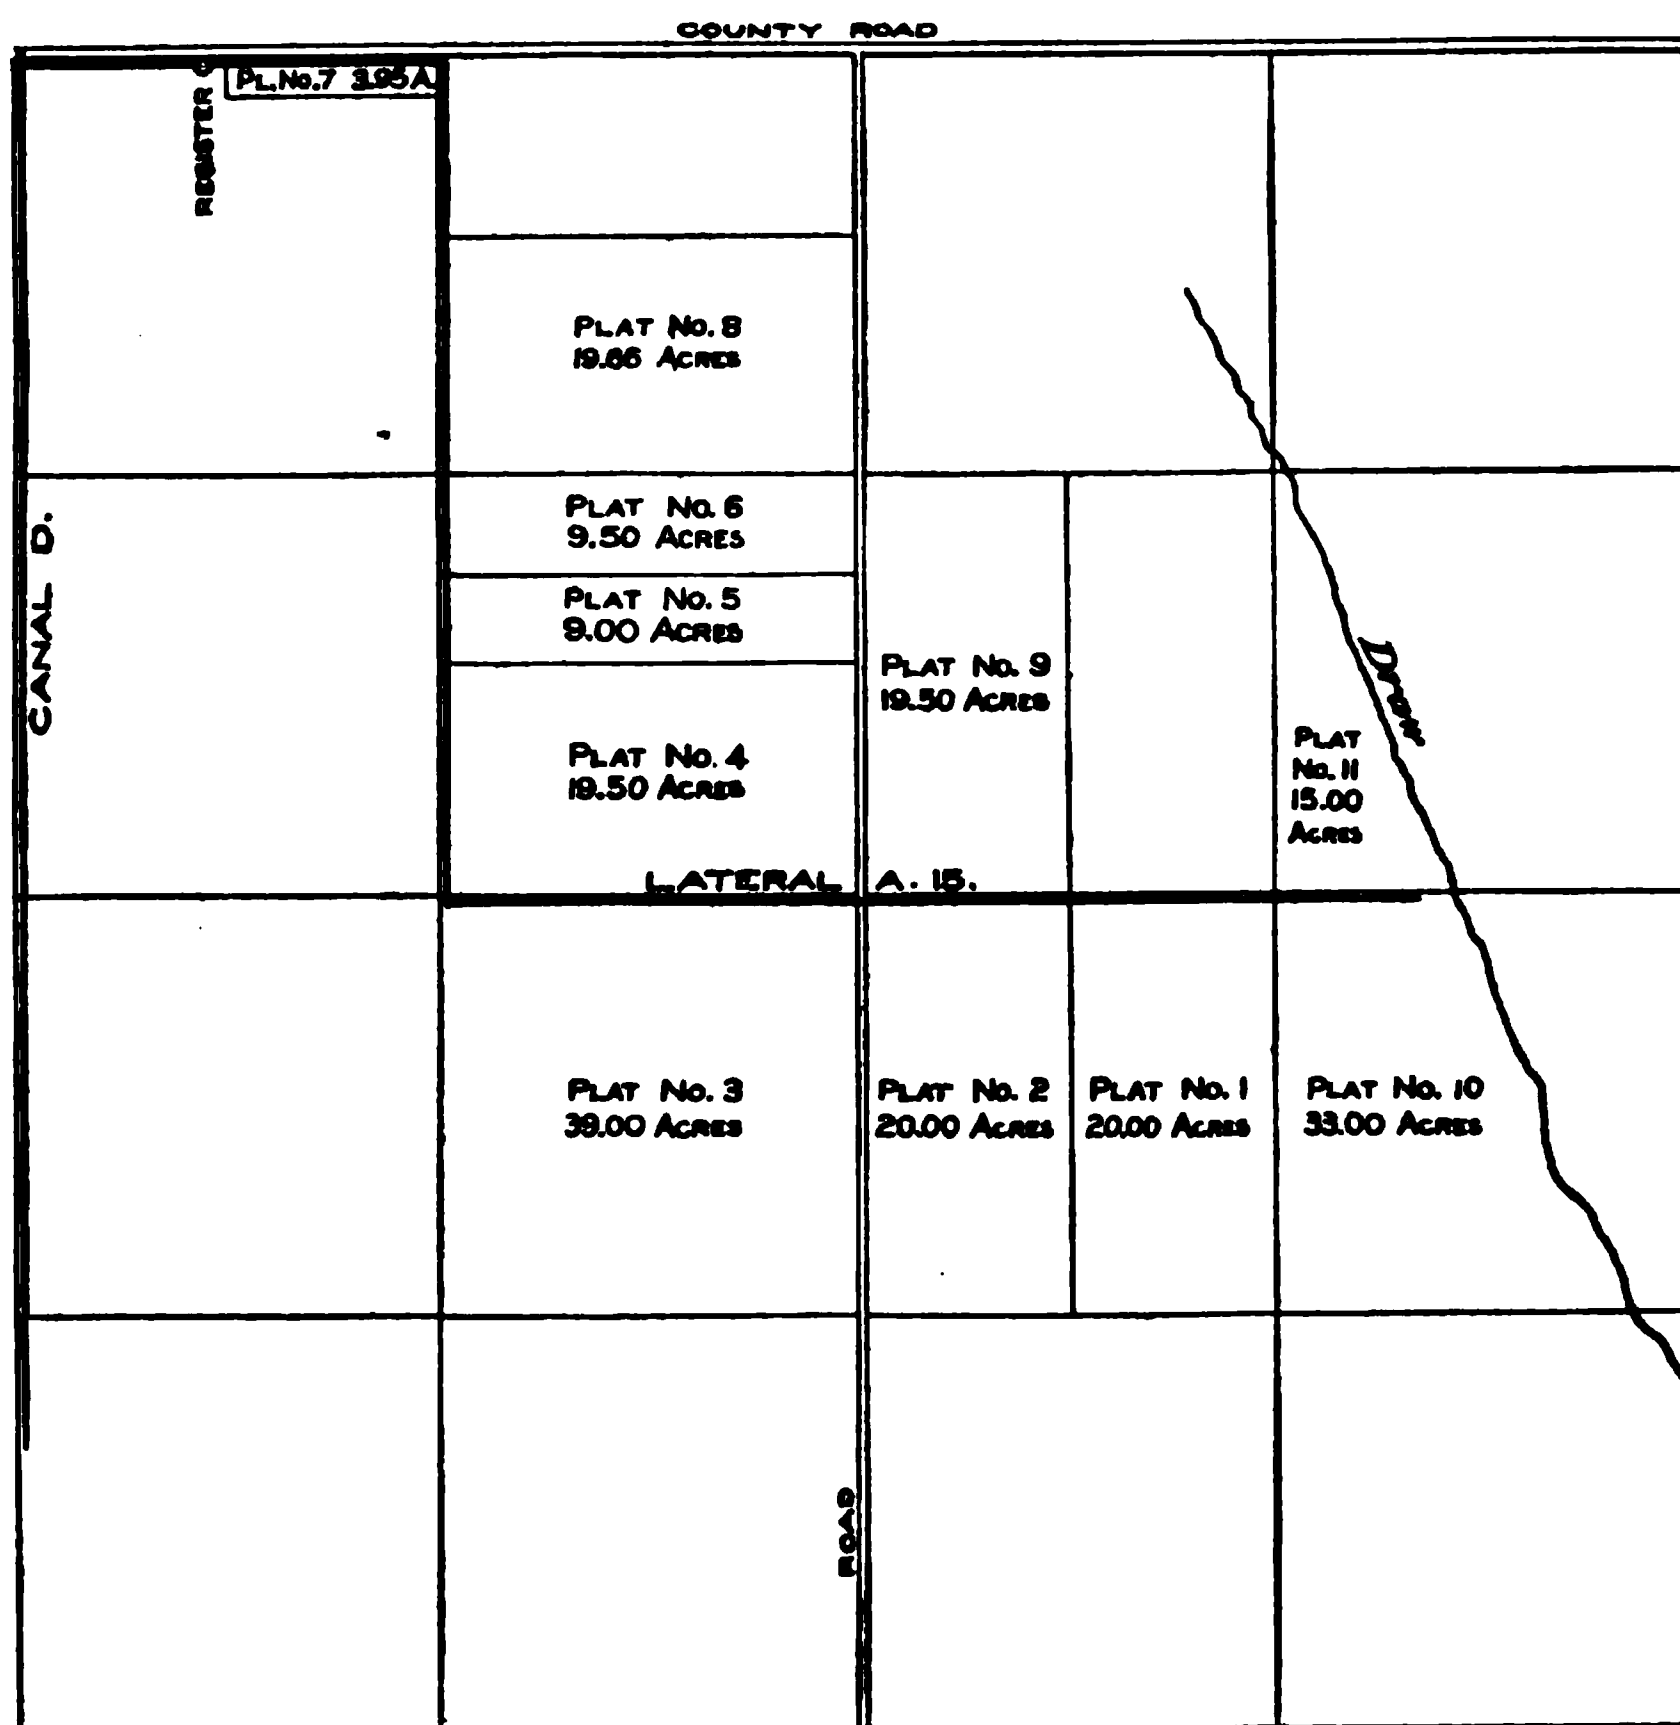 COUNTY ROAD
PL. No. 7 3.95 A.
REGISTER
PLAT No. 8
19.66 ACRES
PLAT No. 6
9.50 ACRES
CANAL D.
PLAT No. 5
9.00 ACRES
PLAT No. 9
19.50 ACRES
Draw.
PLAT No. 4
19.50 ACRES
PLAT
No. 11
15.00
ACRES
LATERAL A. 15.
PLAT No. 3
39.00 ACRES
PLAT No. 2
20.00 ACRES
PLAT No. 1
20.00 ACRES
PLAT No. 10
33.00 ACRES
ROAD